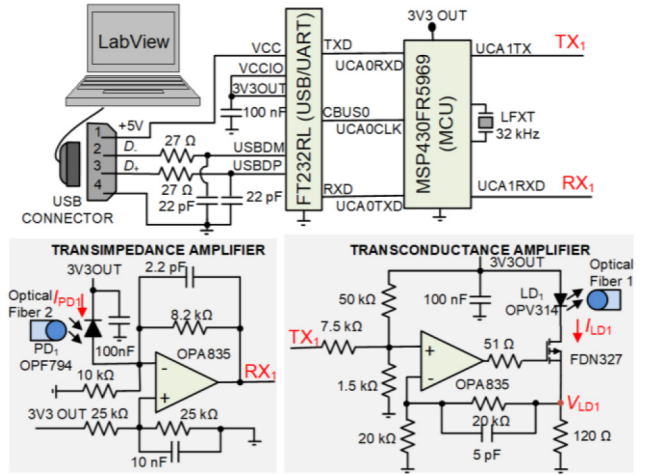 LabView
USB
CONNECTOR
1
2
3
4
+5V
D-
D+
27 Ω
27 Ω
22 pF
22 pF
VCC
VCCIO
3V3OUT
100 nF
USBDM
USBDP
FT232RL (USB/UART)
TXD
UCA0RXD
CBUS0
UCA0CLK
RXD
UCA0TXD
3V3 OUT
MSP430FR5969
(MCU)
UCA1TX
TX1
LFXT
32 kHz
UCA1RXD
RX1
TRANSIMPEDANCE AMPLIFIER
3V3OUT
2.2 pF
Optical
Fiber 2
IPD1
8.2 kΩ
PD1
OPF794
100nF
OPA835
RX1
10 kΩ
-
+
3V3 OUT
25 kΩ
25 kΩ
10 nF
TRANSCONDUCTANCE AMPLIFIER
3V3OUT
Optical
Fiber 1
50 kΩ
100 nF
LD1
OPV314
ILD1
TX1
7.5 kΩ
51 Ω
FDN327
+
-
1.5 kΩ
OPA835
VLD1
20 kΩ
20 kΩ
5 pF
120 Ω